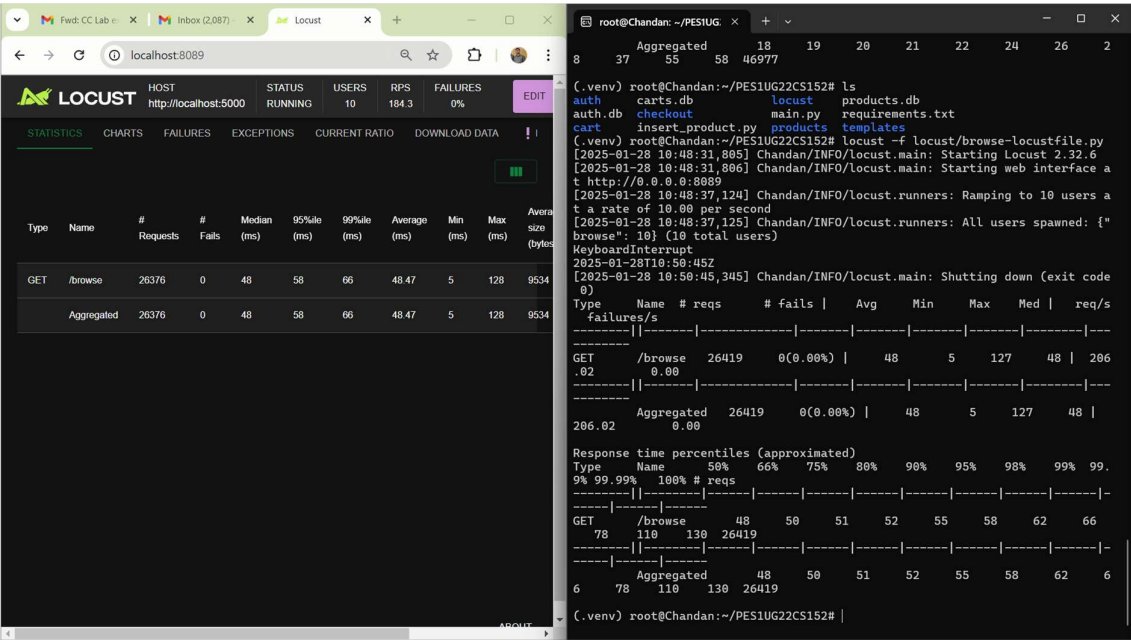 Fwd: CC Lab e
Inbox (2,087)
Locust
localhost:8089
LOCUST
HOST
http://localhost:5000
STATUS
RUNNING
USERS
10
RPS
184.3
FAILURES
0%
EDIT
STATISTICS CHARTS FAILURES EXCEPTIONS CURRENT RATIO DOWNLOAD DATA
Type Name # Requests # Fails Median (ms) 95%ile (ms) 99%ile (ms) Average (ms) Min (ms) Max (ms) Avera size (bytes
GET /browse 26376 0 48 58 66 48.47 5 128 9534
Aggregated 26376 0 48 58 66 48.47 5 128 9534
root@Chandan: ~/PES1UG
Aggregated 18 19 20 21 22 24 26 2
8 37 55 58 46977
(.venv) root@Chandan:~/PES1UG22CS152# ls
auth carts.db locust products.db
auth.db checkout main.py requirements.txt
cart insert_product.py products templates
(.venv) root@Chandan:~/PES1UG22CS152# locust -f locust/browse-locustfile.py
[2025-01-28 10:48:31,805] Chandan/INFO/locust.main: Starting Locust 2.32.6
[2025-01-28 10:48:31,806] Chandan/INFO/locust.main: Starting web interface a
t http://0.0.0.0:8089
[2025-01-28 10:48:37,124] Chandan/INFO/locust.runners: Ramping to 10 users a
t a rate of 10.00 per second
[2025-01-28 10:48:37,125] Chandan/INFO/locust.runners: All users spawned: {"
browse": 10} (10 total users)
KeyboardInterrupt
2025-01-28T10:50:45Z
[2025-01-28 10:50:45,345] Chandan/INFO/locust.main: Shutting down (exit code
0)
Type Name # reqs # fails | Avg Min Max Med | req/s
failures/s
--------||-------|-------------|-------|-------|-------|-------|--------|---
--------
GET /browse 26419 0(0.00%) | 48 5 127 48 | 206
.02 0.00
--------||-------|-------------|-------|-------|-------|-------|--------|---
--------
Aggregated 26419 0(0.00%) | 48 5 127 48 |
206.02 0.00
Response time percentiles (approximated)
Type Name 50% 66% 75% 80% 90% 95% 98% 99% 99.
9% 99.99% 100% # reqs
--------||--------|------|------|------|------|------|------|------|------|-
-----|------|------
GET /browse 48 50 51 52 55 58 62 66
78 110 130 26419
--------||--------|------|------|------|------|------|------|------|------|-
-----|------|------
Aggregated 48 50 51 52 55 58 62 6
6 78 110 130 26419
(.venv) root@Chandan:~/PES1UG22CS152#